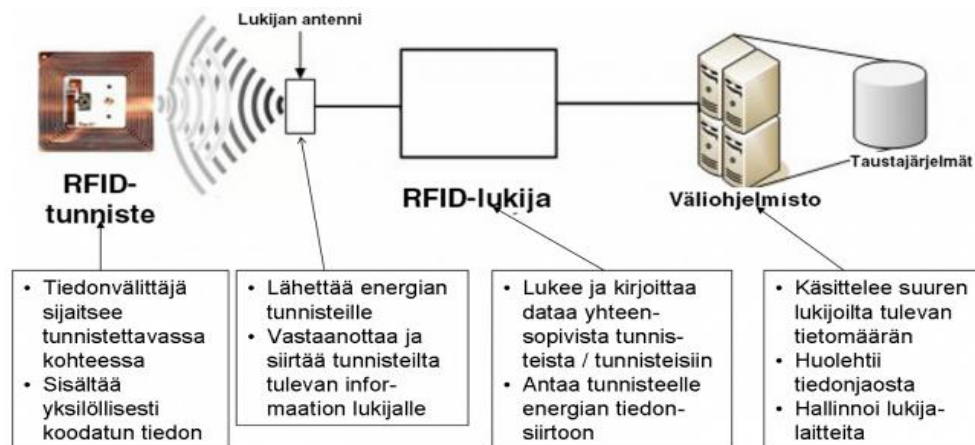 Lukijan antenni
RFID-
tunniste
RFID-lukija
Väliohjelmisto
Taustajärjelmät
• Tiedonvälittäjä
sijaitsee
tunnistettavassa
kohteessa
• Sisältää
yksilöllisesti
koodatun tiedon
• Lähettää energian
tunnisteille
• Vastaanottaa ja
siirtää tunnisteilta
tulevan infor-
maation lukijalle
• Lukee ja kirjoittaa
dataa yhteen-
sopivista tunnis-
teista / tunnisteisiin
• Antaa tunnisteelle
energian tiedon-
siirtoon
• Käsittelee suuren
lukijoilta tulevan
tietomäärän
• Huolehtii
tiedonjaosta
• Hallinnoi lukija-
laitteita